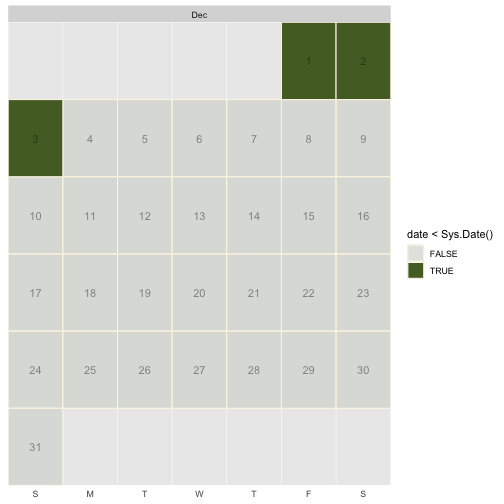 Dec
1 2
3 4 5 6 7 8 9
10 11 12 13 14 15 16
date < Sys.Date()
FALSE
TRUE
17 18 19 20 21 22 23
24 25 26 27 28 29 30
31
S M T W T F S